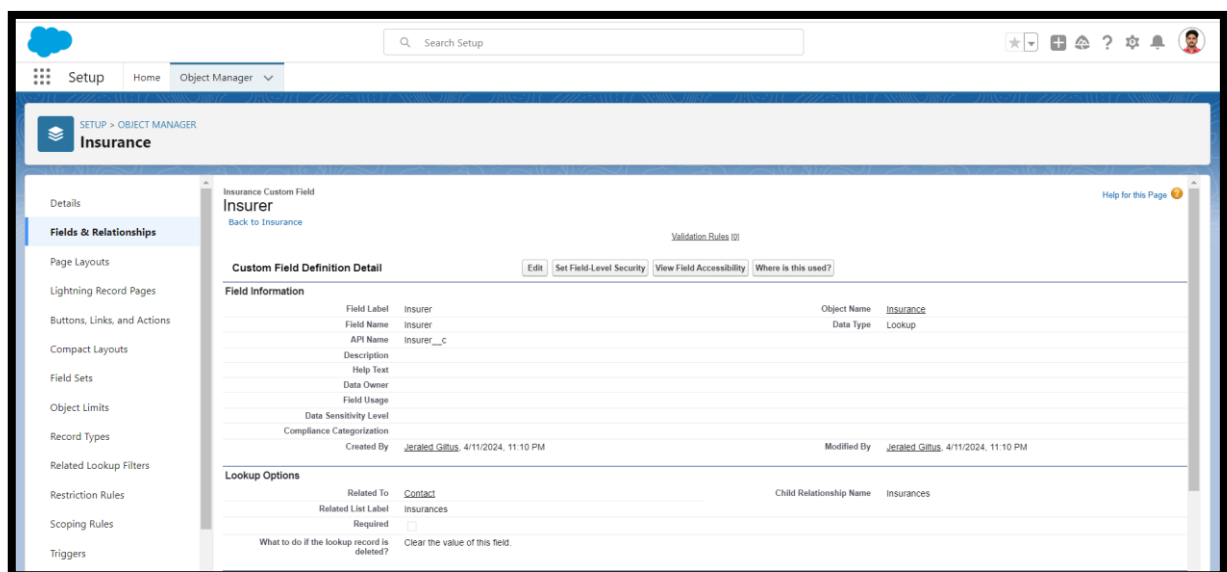 Search Setup
Setup Home Object Manager
SETUP > OBJECT MANAGER
Insurance
Details
Fields & Relationships
Page Layouts
Lightning Record Pages
Buttons, Links, and Actions
Compact Layouts
Field Sets
Object Limits
Record Types
Related Lookup Filters
Restriction Rules
Scoping Rules
Triggers
Insurance Custom Field
Insurer
Back to Insurance
Help for this Page
Validation Rules [0]
Custom Field Definition Detail Edit Set Field-Level Security View Field Accessibility Where is this used?
Field Information
Field Label Insurer Object Name Insurance
Field Name Insurer Data Type Lookup
API Name Insurer__c
Description
Help Text
Data Owner
Field Usage
Data Sensitivity Level
Compliance Categorization
Created By Jeraled Giftus, 4/11/2024, 11:10 PM Modified By Jeraled Giftus, 4/11/2024, 11:10 PM
Lookup Options
Related To Contact Child Relationship Name Insurances
Related List Label Insurances
Required
What to do if the lookup record is deleted? Clear the value of this field.